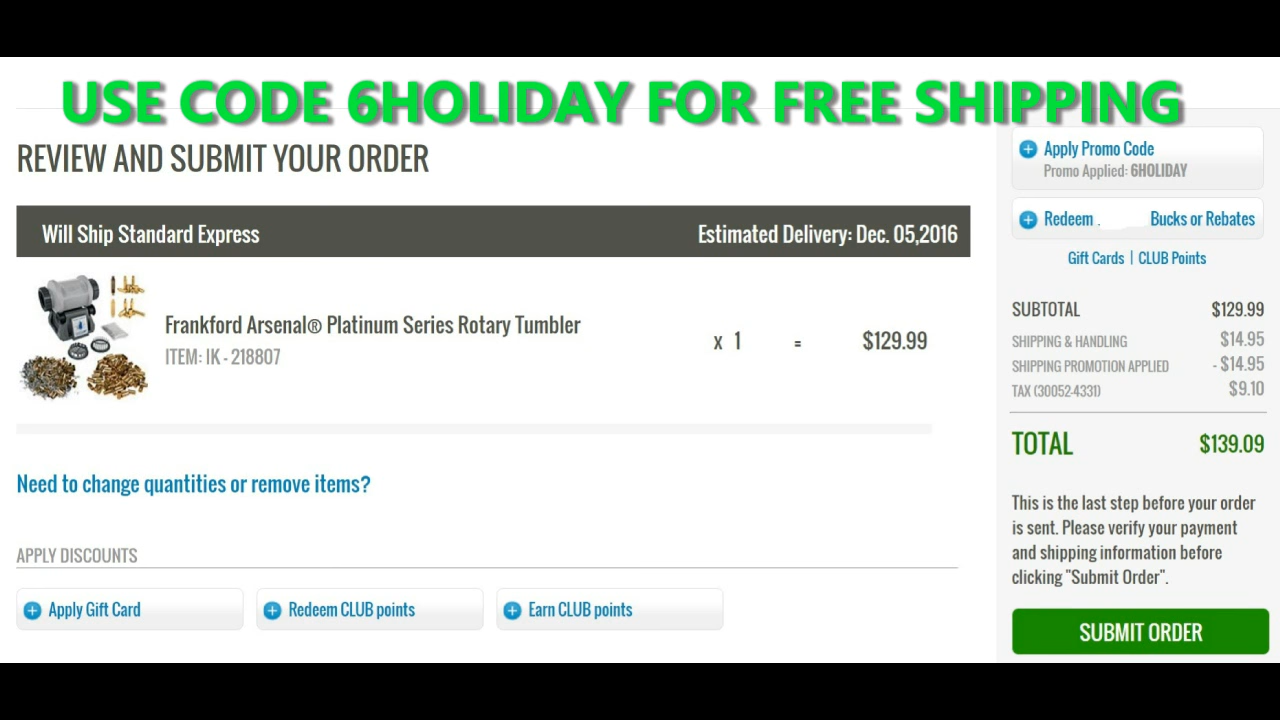 USE CODE 6HOLIDAY FOR FREE SHIPPING
REVIEW AND SUBMIT YOUR ORDER
Will Ship Standard Express
Estimated Delivery: Dec. 05,2016
Frankford Arsenal® Platinum Series Rotary Tumbler
ITEM: IK - 218807
x 1 = $129.99
Need to change quantities or remove items?
APPLY DISCOUNTS
Apply Gift Card
Redeem CLUB points
Earn CLUB points
Apply Promo Code
Promo Applied: 6HOLIDAY
Redeem Bucks or Rebates
Gift Cards | CLUB Points
SUBTOTAL $129.99
SHIPPING & HANDLING $14.95
SHIPPING PROMOTION APPLIED - $14.95
TAX (30052-4331) $9.10
TOTAL $139.09
This is the last step before your order
is sent. Please verify your payment
and shipping information before
clicking "Submit Order".
SUBMIT ORDER